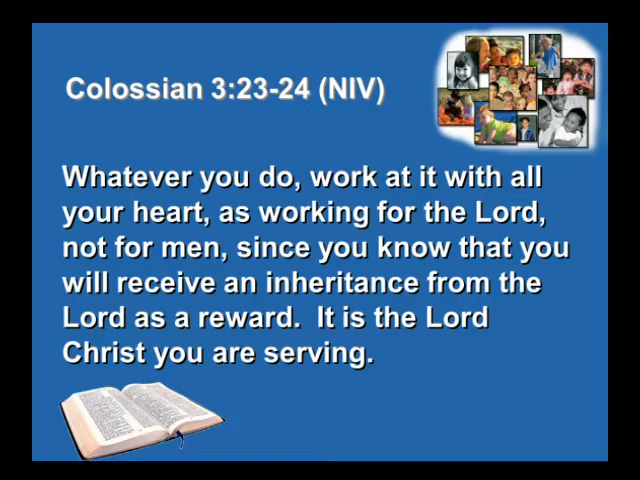 Colossian 3:23-24 (NIV)
Whatever you do, work at it with all
your heart, as working for the Lord,
not for men, since you know that you
will receive an inheritance from the
Lord as a reward.  It is the Lord
Christ you are serving.